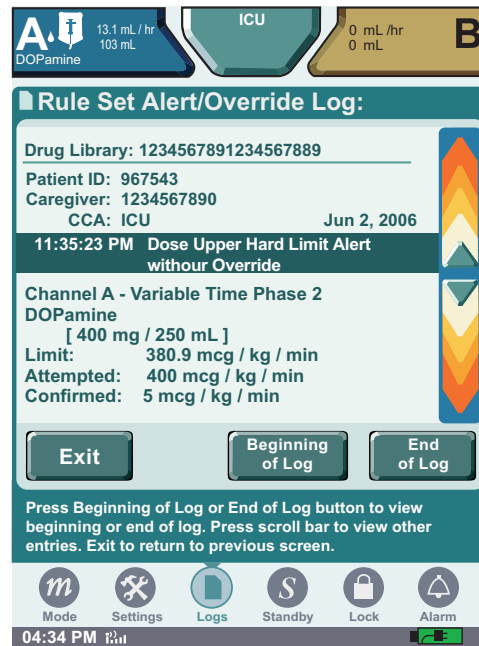 A
13.1 mL / hr
103 mL
DOPamine
ICU
0 mL /hr
0 mL
B
Rule Set Alert/Override Log:
Drug Library: 1234567891234567889
Patient ID: 967543
Caregiver: 1234567890
CCA: ICU Jun 2, 2006
11:35:23 PM Dose Upper Hard Limit Alert
withour Override
Channel A - Variable Time Phase 2
DOPamine
[ 400 mg / 250 mL ]
Limit: 380.9 mcg / kg / min
Attempted: 400 mcg / kg / min
Confirmed: 5 mcg / kg / min
Exit
Beginning
of Log
End
of Log
Press Beginning of Log or End of Log button to view
beginning or end of log. Press scroll bar to view other
entries. Exit to return to previous screen.
m
S
Mode Settings Logs Standby Lock Alarm
04:34 PM